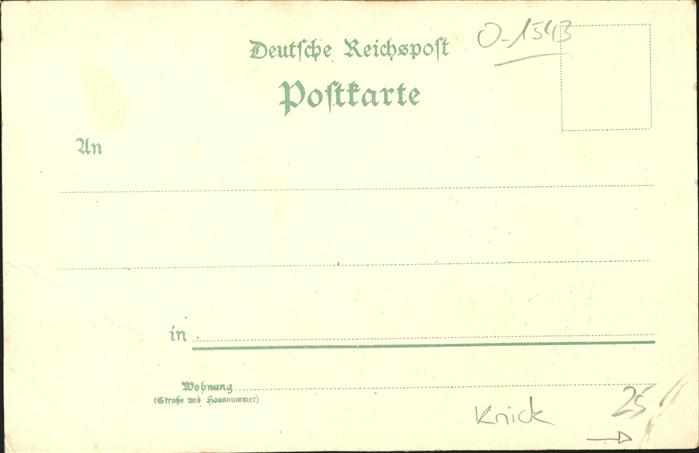 O-1543
Deutsche Reichspost
Postkarte
An
in
Wohnung
(Straße und Hausnummer)
Knick
25